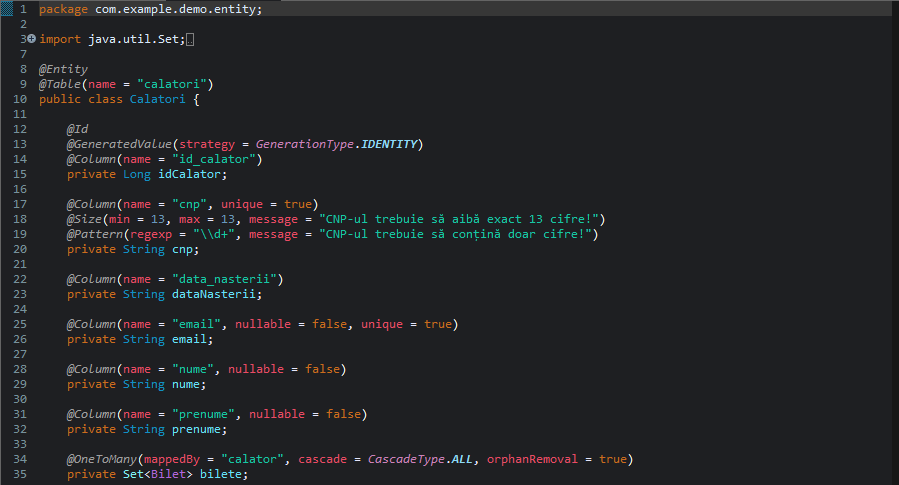 1 package com.example.demo.entity;
2
3 import java.util.Set;
7
8 @Entity
9 @Table(name = "calatori")
10 public class Calatori {
11
12     @Id
13     @GeneratedValue(strategy = GenerationType.IDENTITY)
14     @Column(name = "id_calator")
15     private Long idCalator;
16
17     @Column(name = "cnp", unique = true)
18     @Size(min = 13, max = 13, message = "CNP-ul trebuie să aibă exact 13 cifre!")
19     @Pattern(regexp = "\\d+", message = "CNP-ul trebuie să conțină doar cifre!")
20     private String cnp;
21
22     @Column(name = "data_nasterii")
23     private String dataNasterii;
24
25     @Column(name = "email", nullable = false, unique = true)
26     private String email;
27
28     @Column(name = "nume", nullable = false)
29     private String nume;
30
31     @Column(name = "prenume", nullable = false)
32     private String prenume;
33
34     @OneToMany(mappedBy = "calator", cascade = CascadeType.ALL, orphanRemoval = true)
35     private Set<Bilet> bilete;